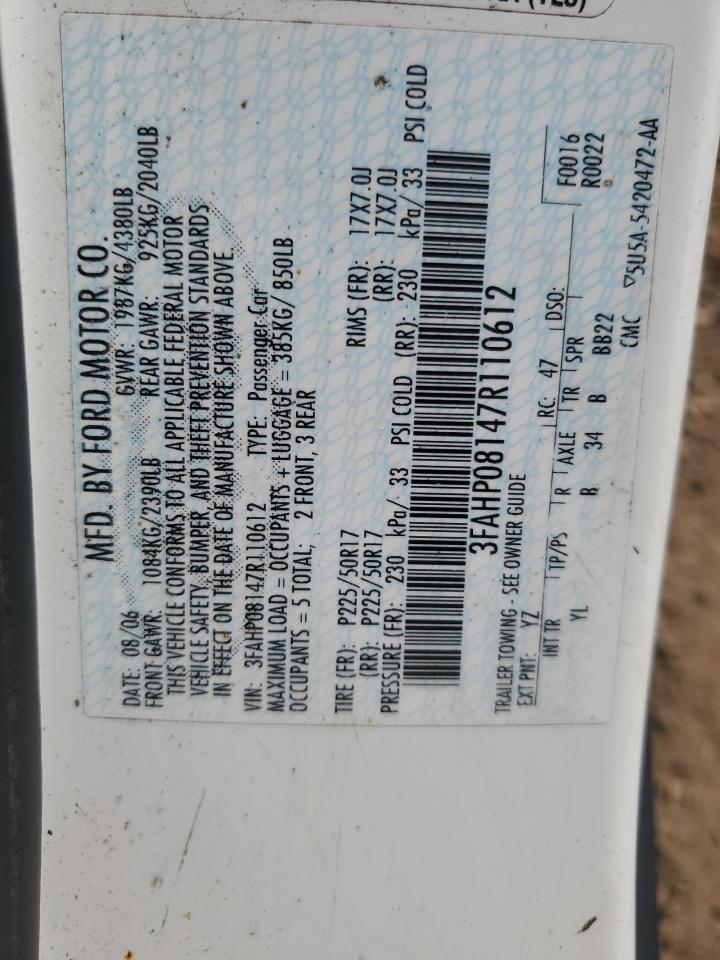 MFD. BY FORD MOTOR CO.
DATE: 08/06 GVWR: 1987KG/4380LB
FRONT GAWR: 1084KG/2390LB REAR GAWR: 925KG/2040LB
THIS VEHICLE CONFORMS TO ALL APPLICABLE FEDERAL MOTOR
VEHICLE SAFETY, BUMPER, AND THEFT PREVENTION STANDARDS
IN EFFECT ON THE DATE OF MANUFACTURE SHOWN ABOVE.
VIN: 3FAHP08147R110612 TYPE: Passenger Car
MAXIMUM LOAD = OCCUPANTS + LUGGAGE = 385KG/ 850LB
OCCUPANTS = 5 TOTAL, 2 FRONT, 3 REAR
TIRE (FR): P225/50R17 RIMS (FR): 17X7.0J
(RR): P225/50R17 (RR): 17X7.0J
PRESSURE (FR): 230 kPa/ 33 PSI COLD (RR): 230 kPa/ 33 PSI COLD
3FAHP08147R110612
TRAILER TOWING - SEE OWNER GUIDE
EXT PNT: YZ RC: 47 DSO: F0016
R0022
INT TR TP/PS R AXLE TR SPR
YL B 34 B BB22
CMC ▽5U5A-5420472-AA